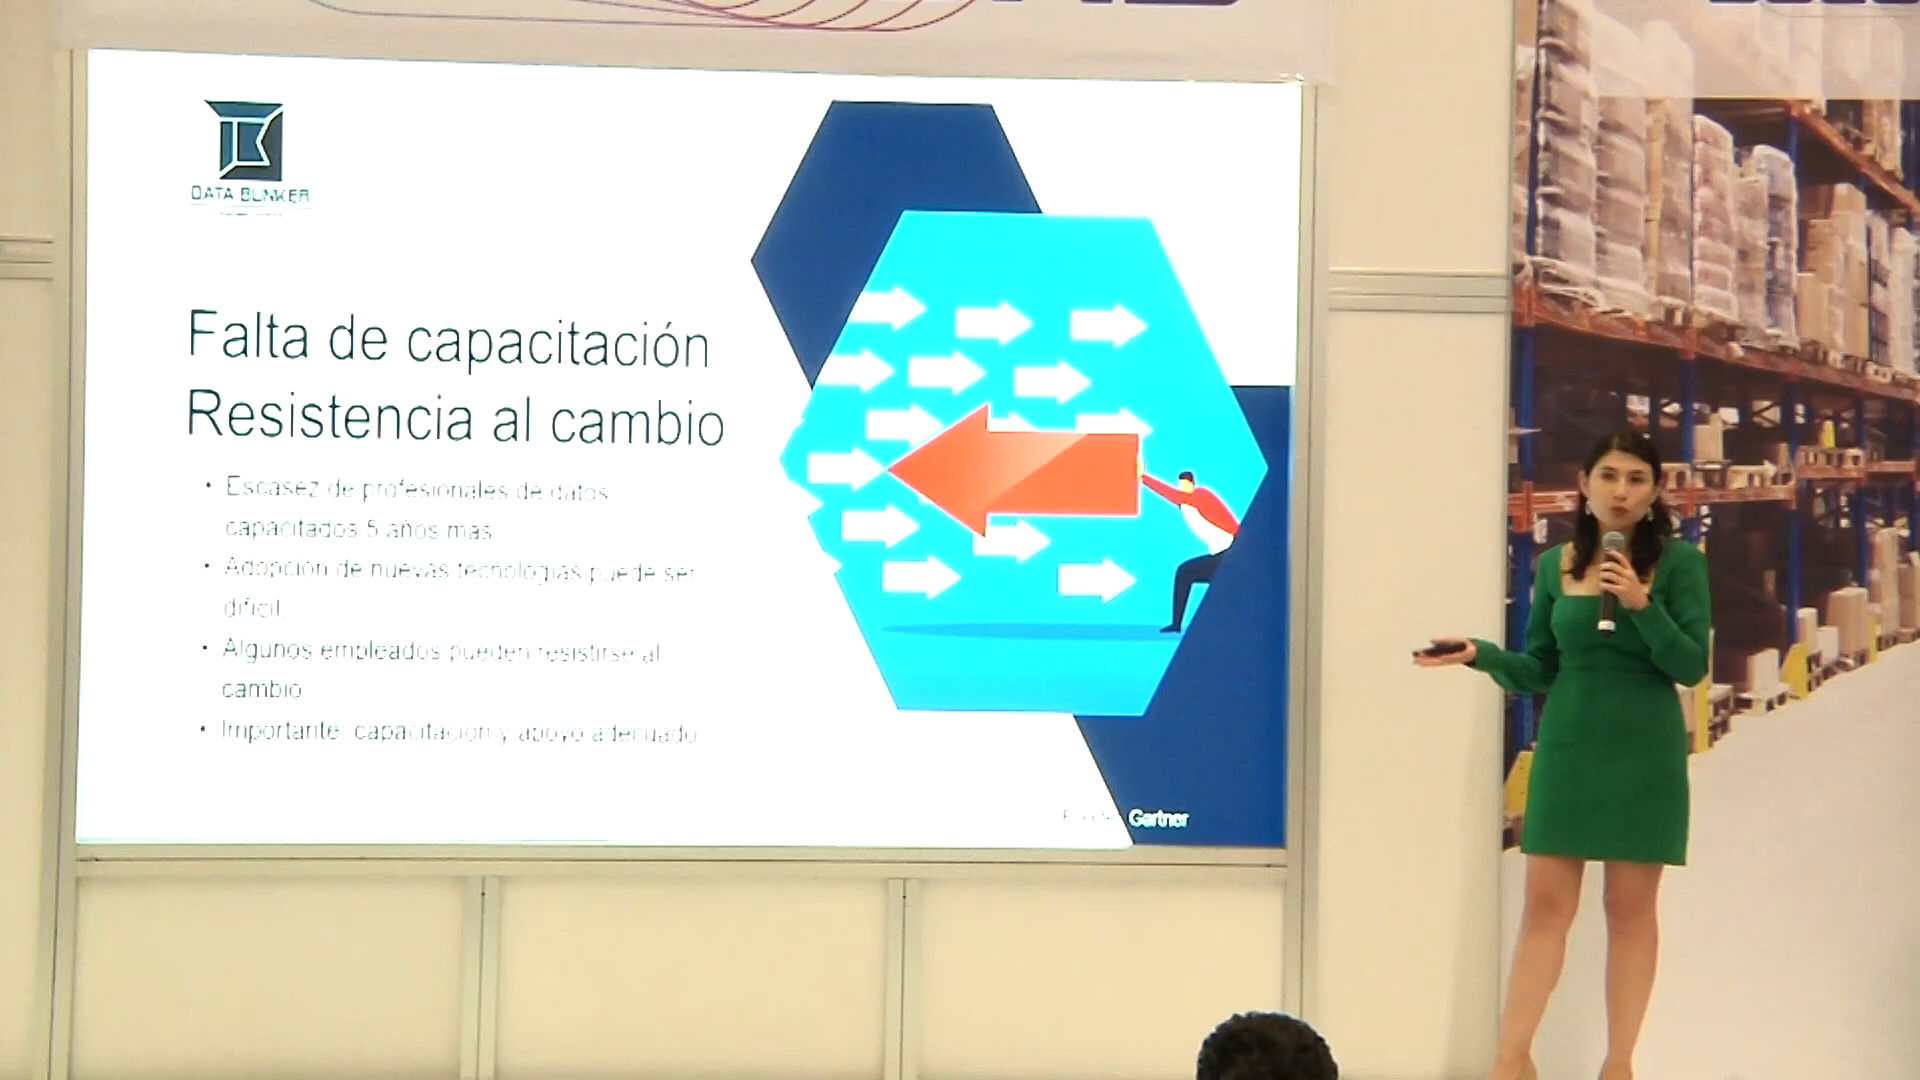 DATA BUNKER
Falta de capacitación
Resistencia al cambio
• Escasez de profesionales de datos
capacitados 5 años mas
• Adopción de nuevas tecnologías puede ser
difícil.
• Algunos empleados pueden resistirse al
cambio
• Importante: capacitación y apoyo adecuado
Gartner